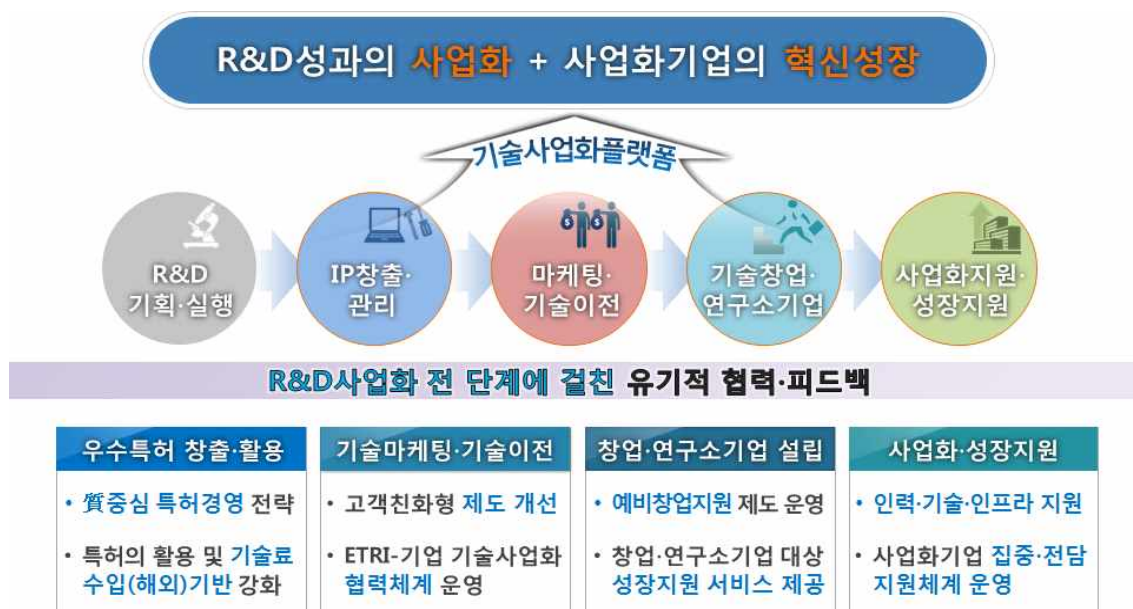 R&D성과의 사업화 + 사업화기업의 혁신성장
기술사업화플랫폼
R&D
기획·실행
IP창출·
관리
마케팅·
기술이전
기술창업·
연구소기업
사업화지원·
성장지원
R&D사업화 전 단계에 걸친 유기적 협력·피드백
우수특허 창출·활용
• 質중심 특허경영 전략
• 특허의 활용 및 기술료
수입(해외)기반 강화
기술마케팅·기술이전
• 고객친화형 제도 개선
• ETRI-기업 기술사업화
협력체계 운영
창업·연구소기업 설립
• 예비창업지원 제도 운영
• 창업·연구소기업 대상
성장지원 서비스 제공
사업화·성장지원
• 인력·기술·인프라 지원
• 사업화기업 집중·전담
지원체계 운영